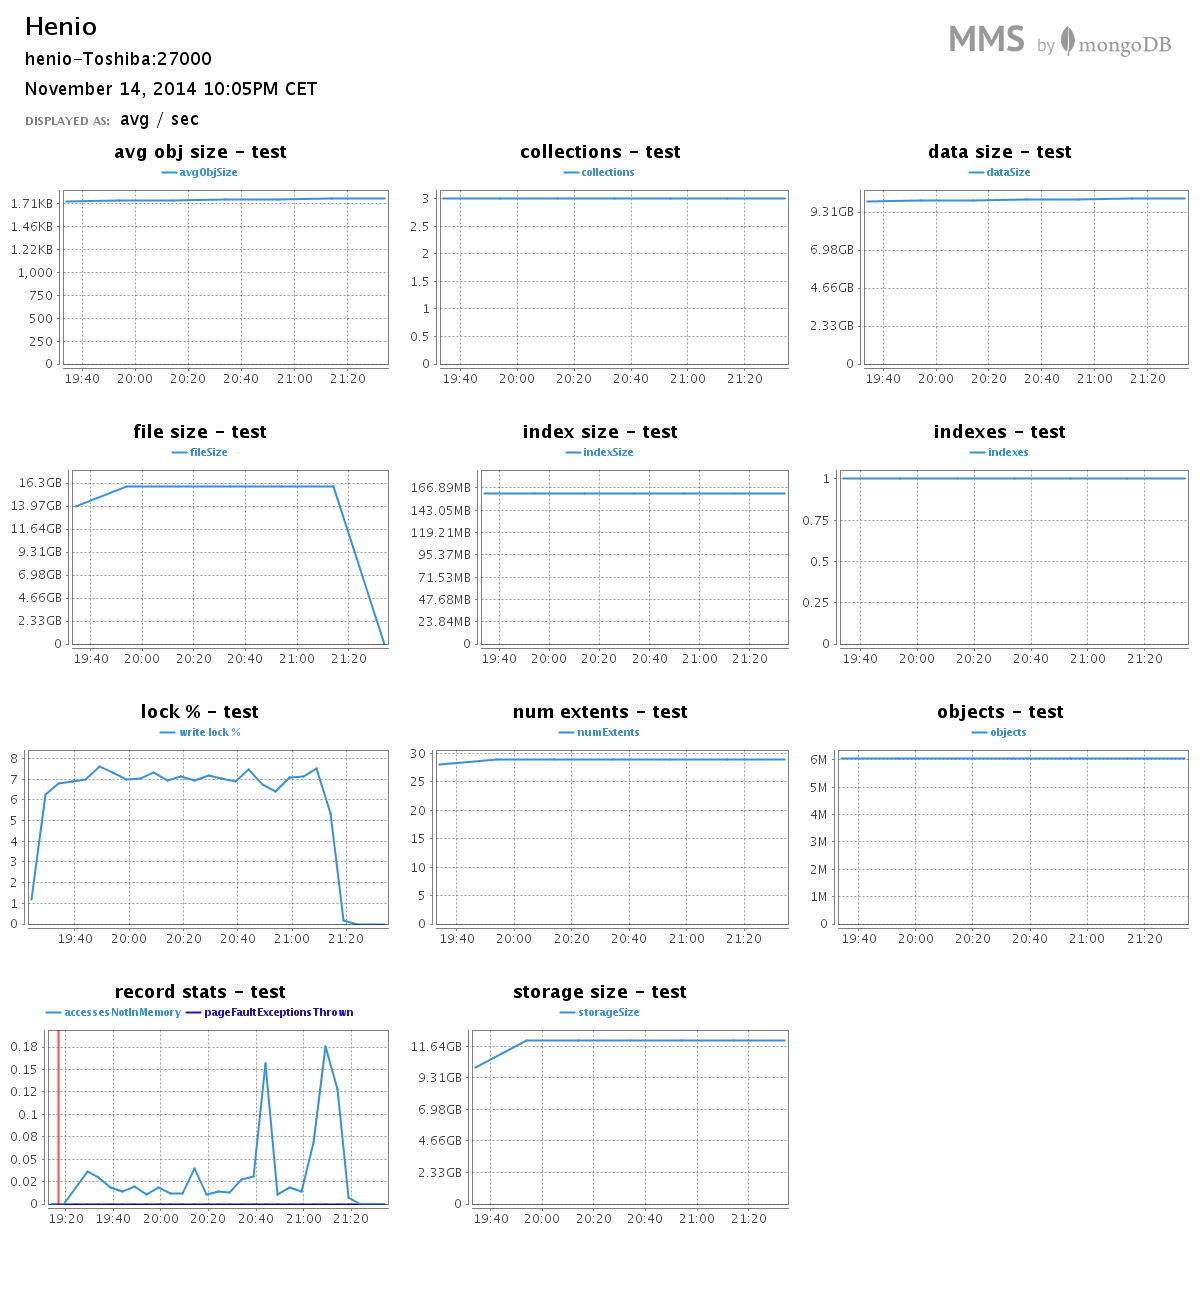 Henio
MMS by mongoDB
henio-Toshiba:27000
November 14, 2014 10:05PM CET
DISPLAYED AS: avg / sec
avg obj size - test
avgObjSize
1.71KB
1.46KB
1.22KB
1,000
750
500
250
0
19:40 20:00 20:20 20:40 21:00 21:20
collections - test
collections
3
2.5
2
1.5
1
0.5
0
19:40 20:00 20:20 20:40 21:00 21:20
data size - test
dataSize
9.31GB
6.98GB
4.66GB
2.33GB
0
19:40 20:00 20:20 20:40 21:00 21:20
file size - test
fileSize
16.3GB
13.97GB
11.64GB
9.31GB
6.98GB
4.66GB
2.33GB
0
19:40 20:00 20:20 20:40 21:00 21:20
index size - test
indexSize
166.89MB
143.05MB
119.21MB
95.37MB
71.53MB
47.68MB
23.84MB
0
19:40 20:00 20:20 20:40 21:00 21:20
indexes - test
indexes
1
0.75
0.5
0.25
0
19:40 20:00 20:20 20:40 21:00 21:20
lock % - test
write lock %
8
7
6
5
4
3
2
1
0
19:40 20:00 20:20 20:40 21:00 21:20
num extents - test
numExtents
30
25
20
15
10
5
0
19:40 20:00 20:20 20:40 21:00 21:20
objects - test
objects
6M
5M
4M
3M
2M
1M
0
19:40 20:00 20:20 20:40 21:00 21:20
record stats - test
accessesNotInMemory pageFaultExceptionsThrown
0.18
0.15
0.12
0.1
0.08
0.05
0.02
0
19:20 19:40 20:00 20:20 20:40 21:00 21:20
storage size - test
storageSize
11.64GB
9.31GB
6.98GB
4.66GB
2.33GB
0
19:40 20:00 20:20 20:40 21:00 21:20